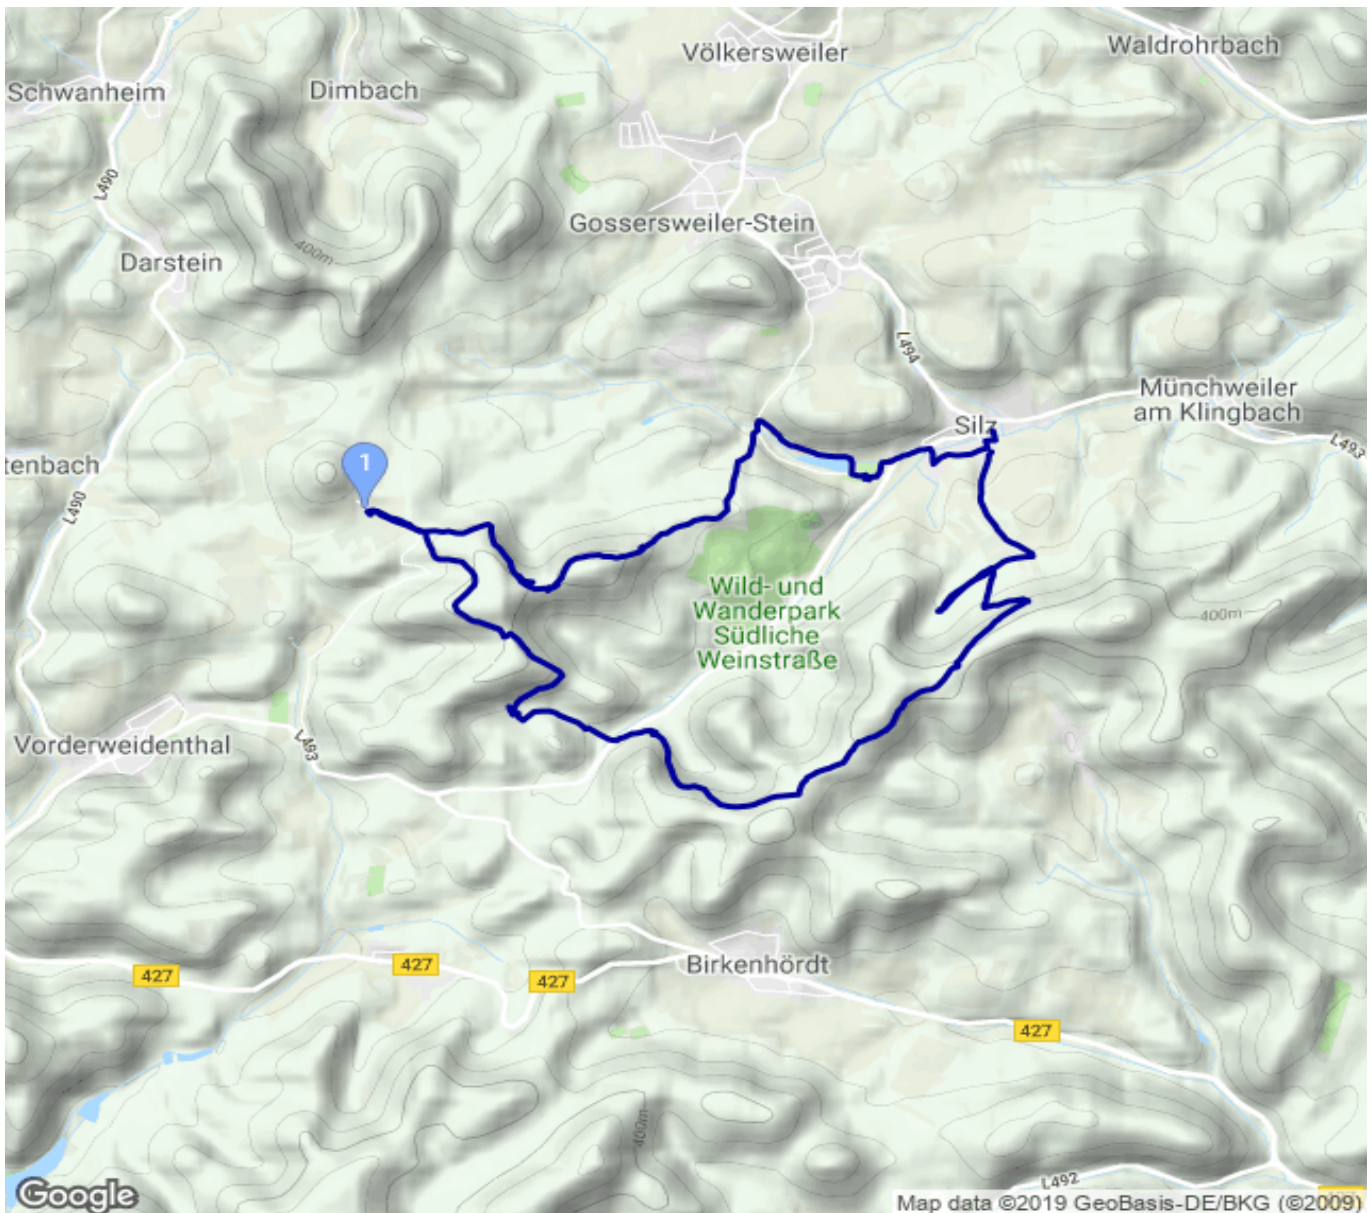 Völkersweiler
Waldrohrbach
Schwanheim
Dimbach
L490
Gossersweiler-Stein
400m
Darstein
L494
Münchweiler
am Klingbach
Silz
L493
tenbach
1
L490
Wild- und
Wanderpark
Südliche
Weinstraße
400m
Vorderweidenthal
L493
Birkenhördt
427
427
427
427
400m
L492
Google
Map data ©2019 GeoBasis-DE/BKG (©2009)